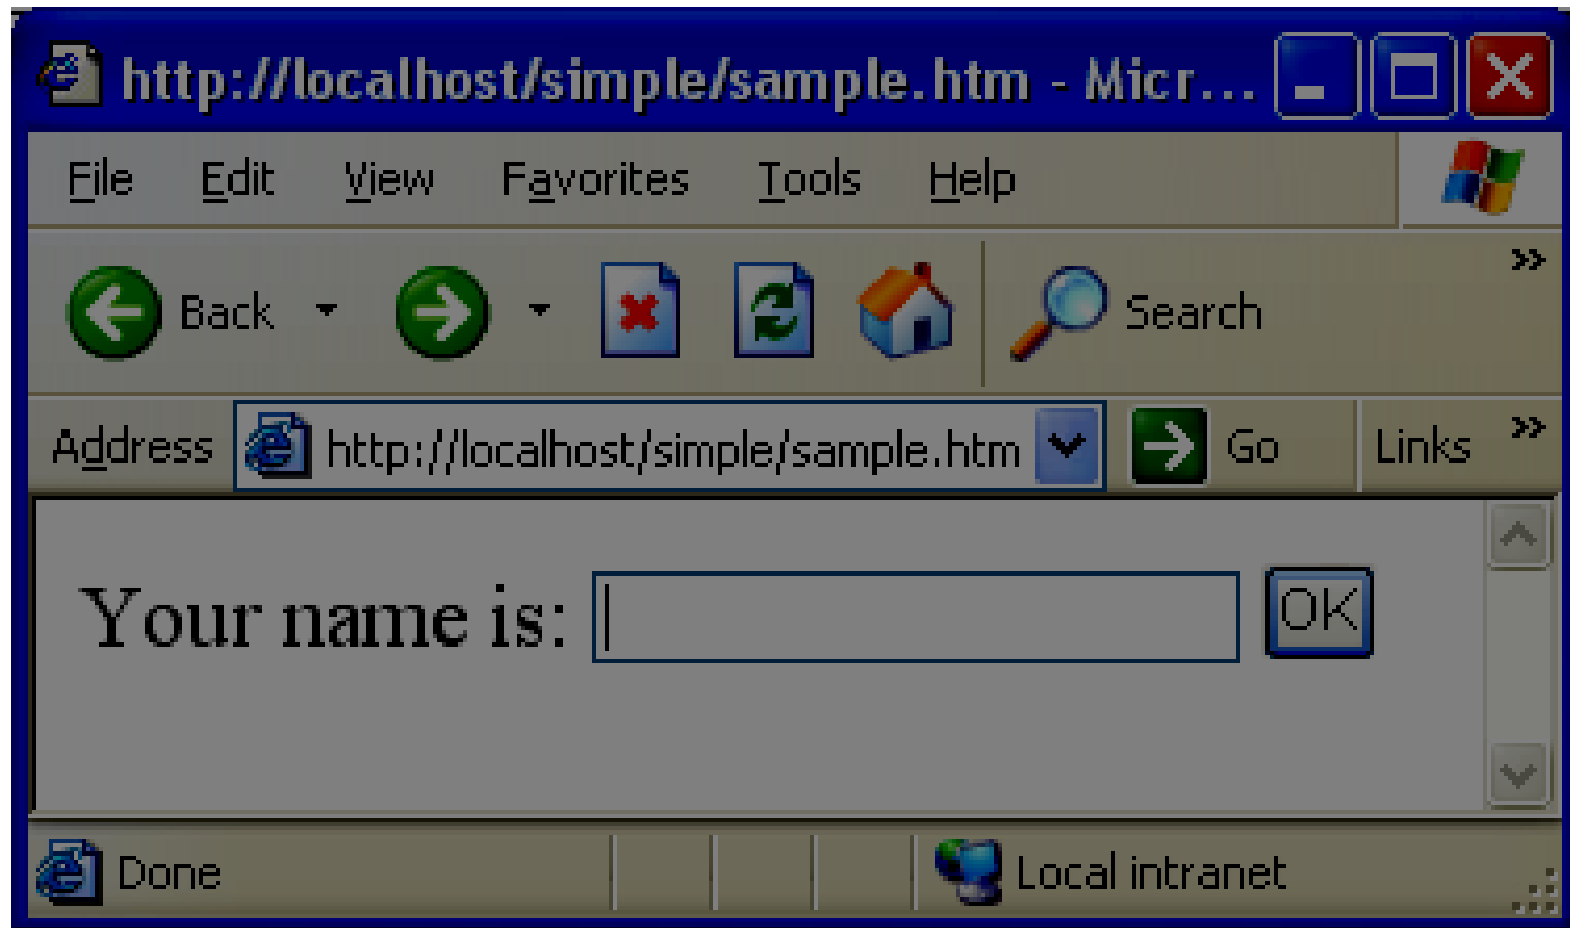 http://localhost/simple/sample.htm - Micr...
File Edit View Favorites Tools Help
Back Search
Address http://localhost/simple/sample.htm Go Links
Your name is: OK
Done Local intranet